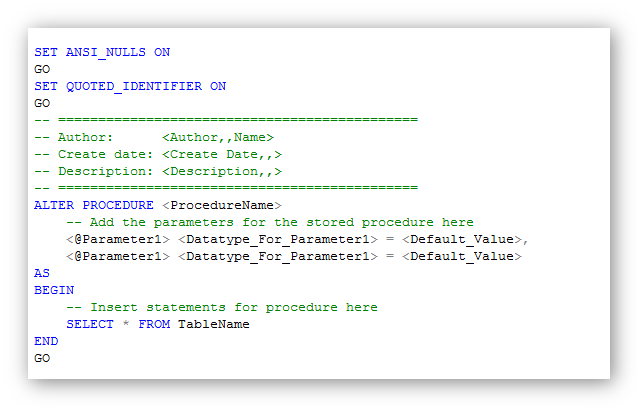 SET ANSI_NULLS ON
GO
SET QUOTED_IDENTIFIER ON
GO
-- =============================================
-- Author:      <Author,,Name>
-- Create date: <Create Date,,>
-- Description: <Description,,>
-- =============================================
ALTER PROCEDURE <ProcedureName>
    -- Add the parameters for the stored procedure here
    <@Parameter1> <Datatype_For_Parameter1> = <Default_Value>,
    <@Parameter1> <Datatype_For_Parameter1> = <Default_Value>
AS
BEGIN
    -- Insert statements for procedure here
    SELECT * FROM TableName
END
GO